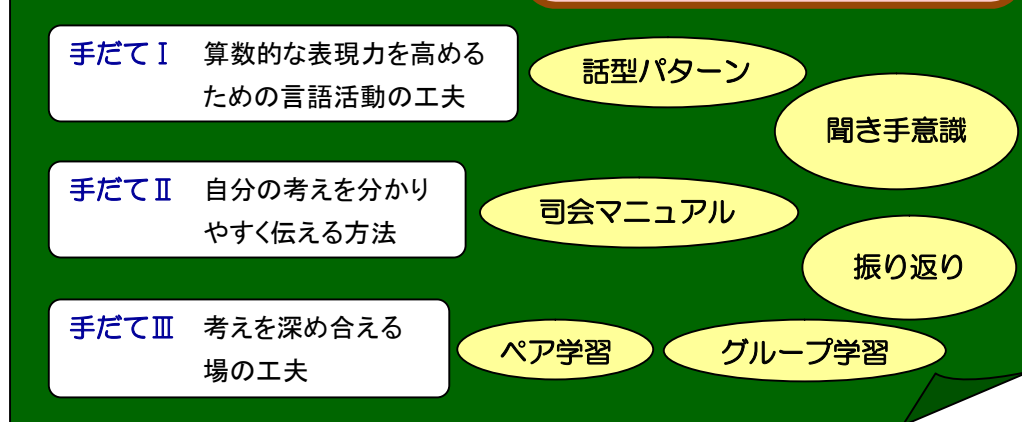 手だてⅠ 算数的な表現力を高める
ための言語活動の工夫
話型パターン
聞き手意識
手だてⅡ 自分の考えを分かり
やすく伝える方法
司会マニュアル
振り返り
手だてⅢ 考えを深め合える
場の工夫
ペア学習
グループ学習